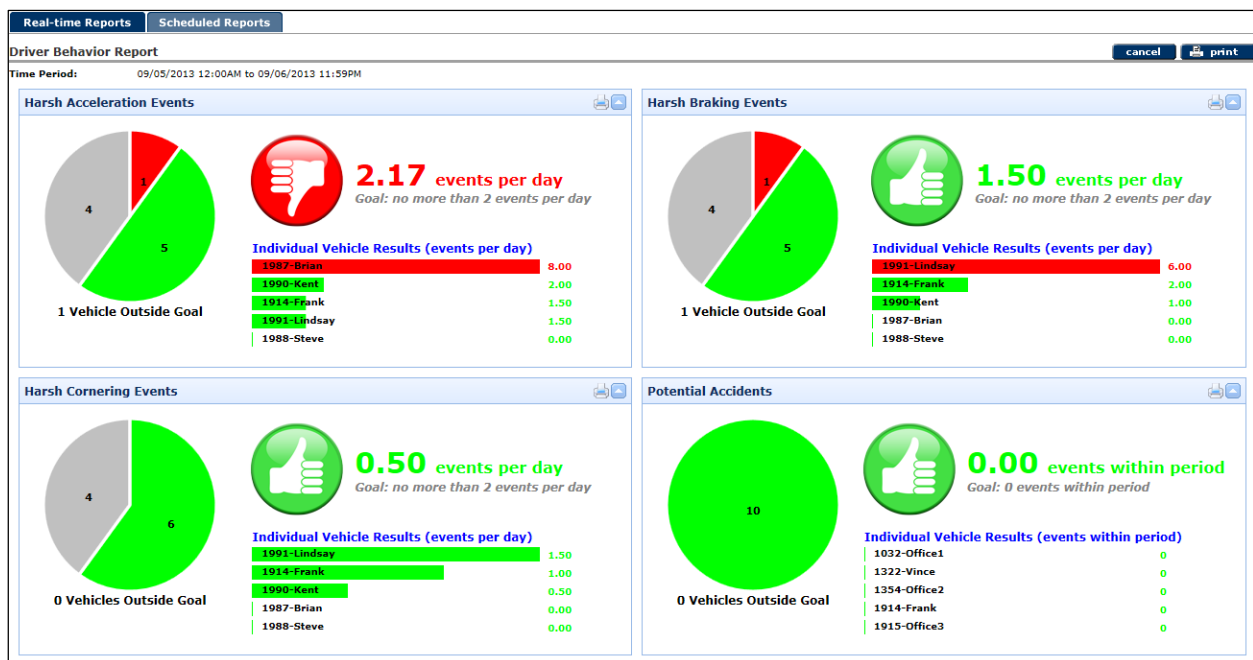 Real-time Reports Scheduled Reports
Driver Behavior Report cancel print
Time Period: 09/05/2013 12:00AM to 09/06/2013 11:59PM
Harsh Acceleration Events
1
4
5
1 Vehicle Outside Goal
2.17 events per day
Goal: no more than 2 events per day
Individual Vehicle Results (events per day)
1987-Brian 8.00
1990-Kent 2.00
1914-Frank 1.50
1991-Lindsay 1.50
1988-Steve 0.00
Harsh Braking Events
1
4
5
1 Vehicle Outside Goal
1.50 events per day
Goal: no more than 2 events per day
Individual Vehicle Results (events per day)
1991-Lindsay 6.00
1914-Frank 2.00
1990-Kent 1.00
1987-Brian 0.00
1988-Steve 0.00
Harsh Cornering Events
4
6
0 Vehicles Outside Goal
0.50 events per day
Goal: no more than 2 events per day
Individual Vehicle Results (events per day)
1991-Lindsay 1.50
1914-Frank 1.00
1990-Kent 0.50
1987-Brian 0.00
1988-Steve 0.00
Potential Accidents
10
0 Vehicles Outside Goal
0.00 events within period
Goal: 0 events within period
Individual Vehicle Results (events within period)
1032-Office1 0
1322-Vince 0
1354-Office2 0
1914-Frank 0
1915-Office3 0